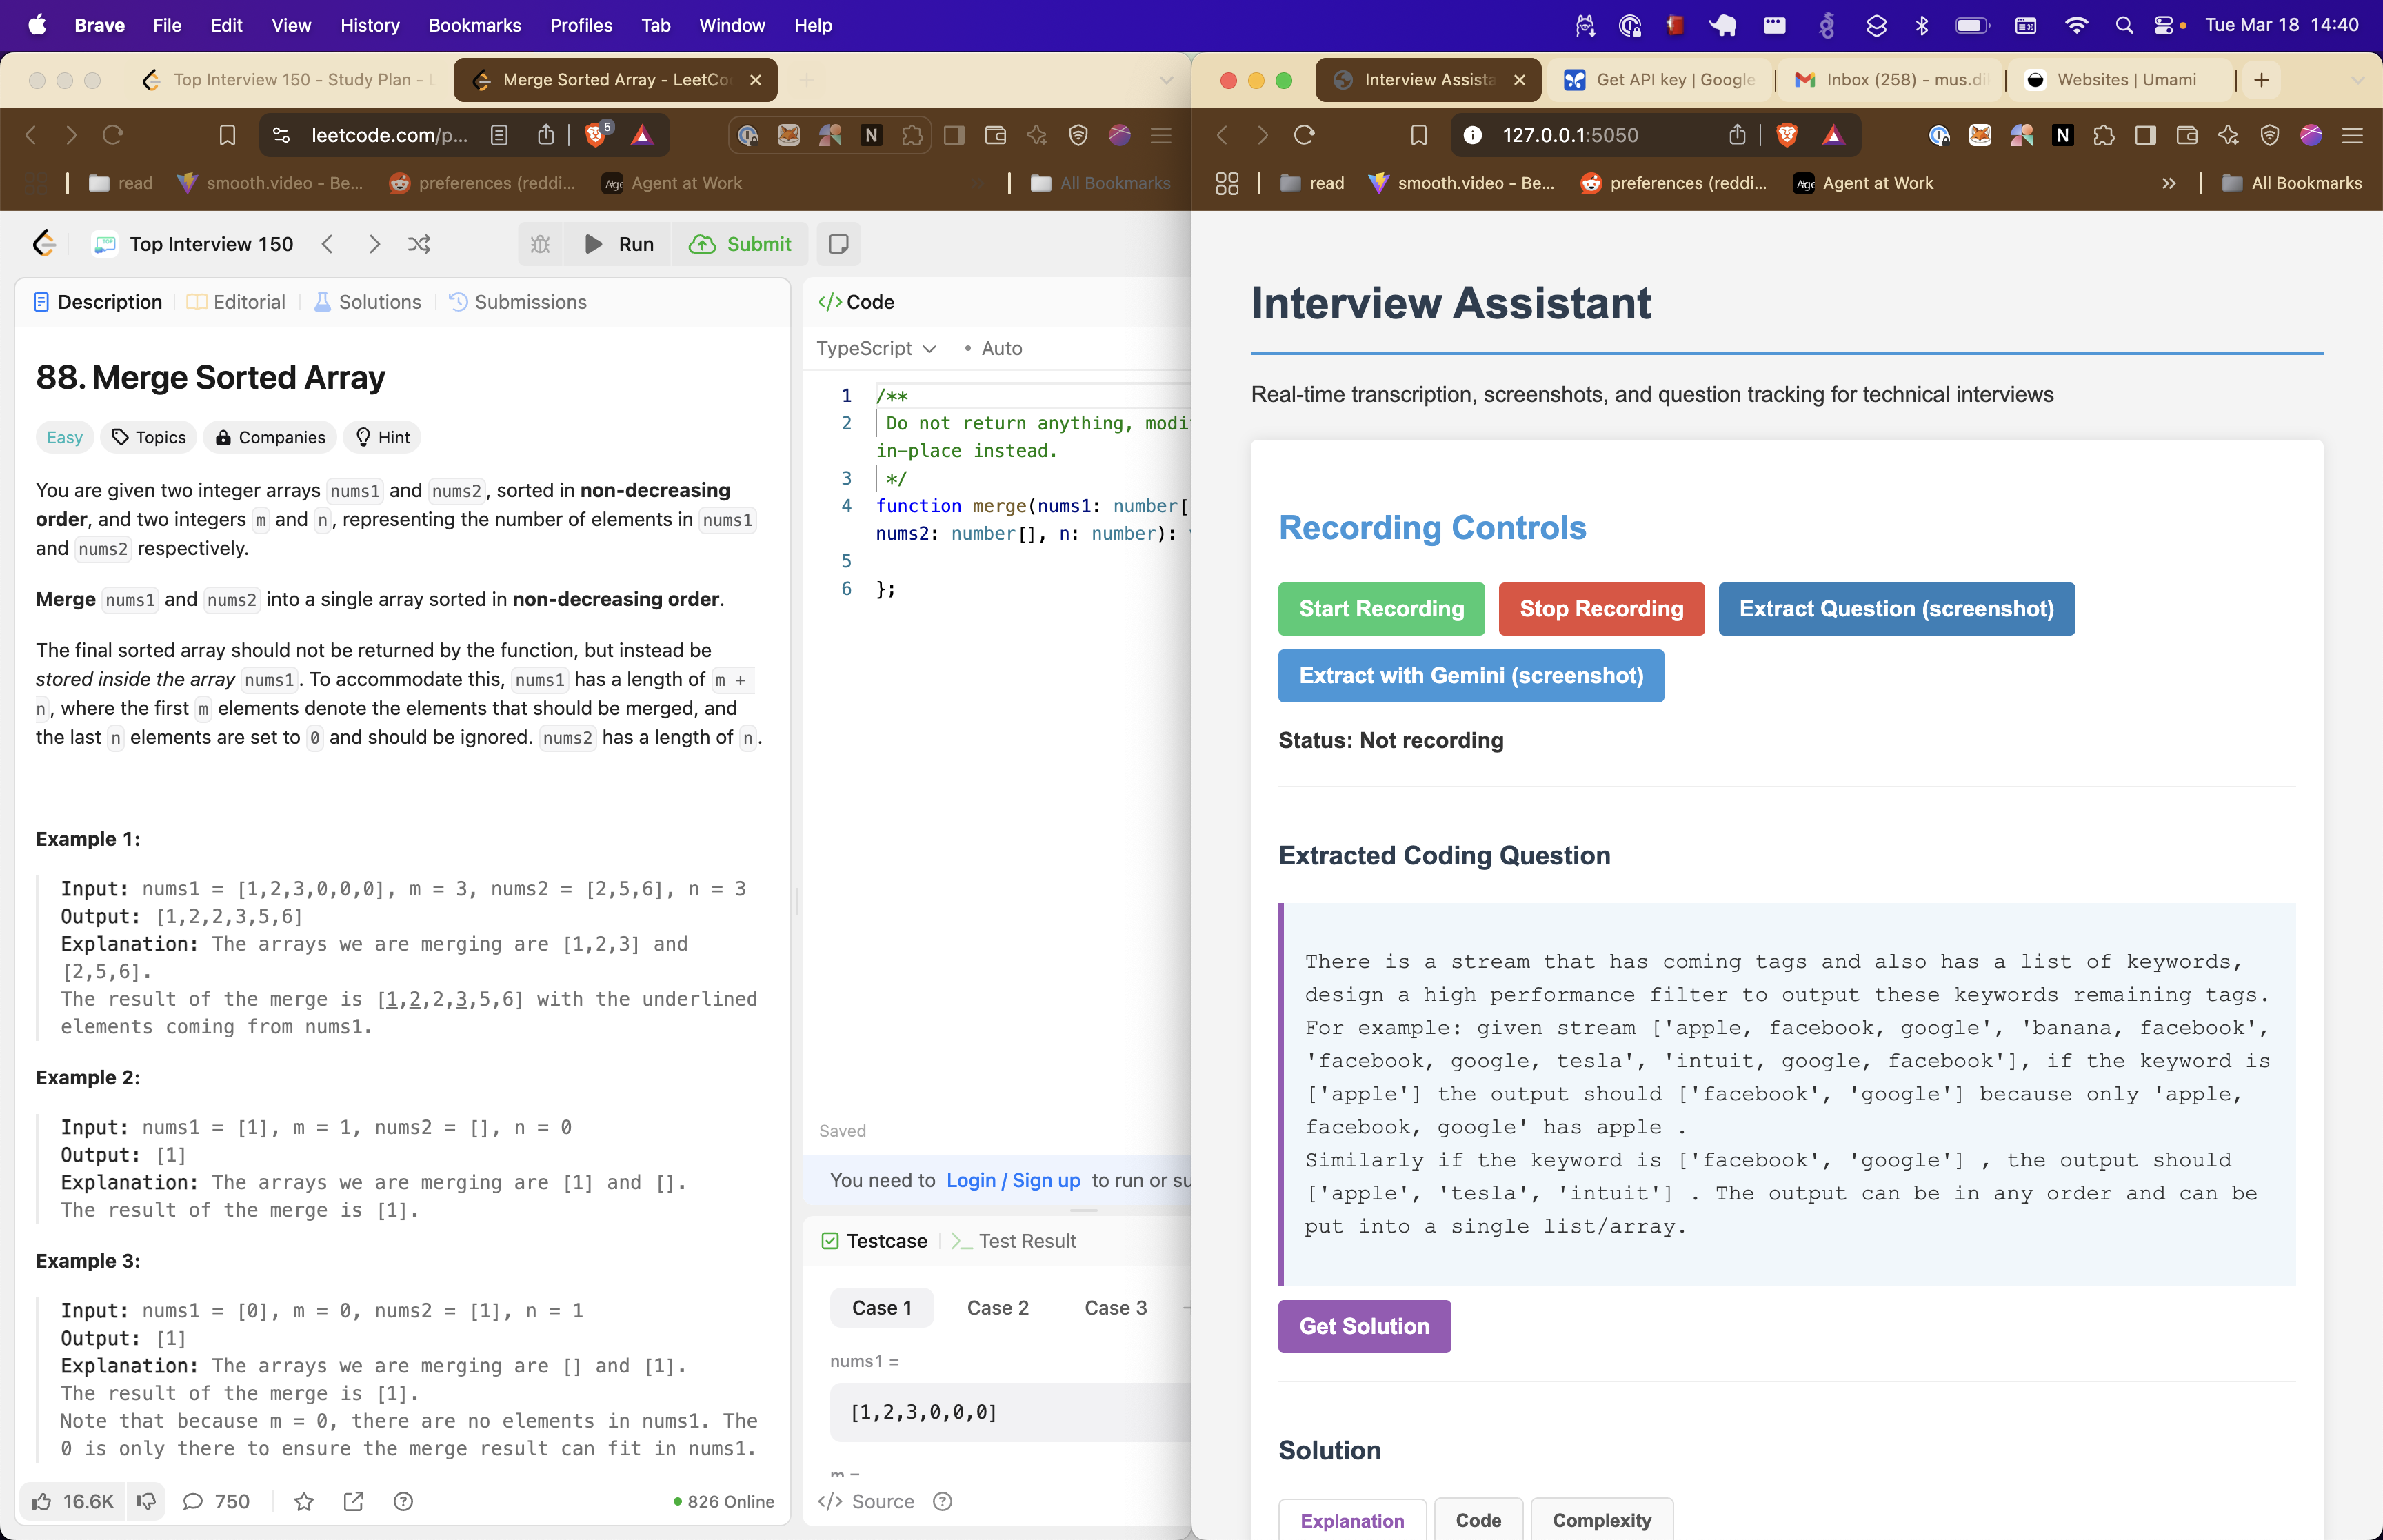 Brave File Edit View History Bookmarks Profiles Tab Window Help
Tue Mar 18 14:40
Top Interview 150 - Study Plan - L
Merge Sorted Array - LeetCo
leetcode.com/p...
5
read
smooth.video - Be...
preferences (reddi...
Agent at Work
All Bookmarks
Top Interview 150
Run
Submit
Description
Editorial
Solutions
Submissions
88. Merge Sorted Array
Easy
Topics
Companies
Hint
You are given two integer arrays nums1 and nums2, sorted in non-decreasing
order, and two integers m and n, representing the number of elements in nums1
and nums2 respectively.
Merge nums1 and nums2 into a single array sorted in non-decreasing order.
The final sorted array should not be returned by the function, but instead be
stored inside the array nums1. To accommodate this, nums1 has a length of m +
n, where the first m elements denote the elements that should be merged, and
the last n elements are set to 0 and should be ignored. nums2 has a length of n.
Example 1:
Input: nums1 = [1,2,3,0,0,0], m = 3, nums2 = [2,5,6], n = 3
Output: [1,2,2,3,5,6]
Explanation: The arrays we are merging are [1,2,3] and
[2,5,6].
The result of the merge is [1,2,2,3,5,6] with the underlined
elements coming from nums1.
Example 2:
Input: nums1 = [1], m = 1, nums2 = [], n = 0
Output: [1]
Explanation: The arrays we are merging are [1] and [].
The result of the merge is [1].
Example 3:
Input: nums1 = [0], m = 0, nums2 = [1], n = 1
Output: [1]
Explanation: The arrays we are merging are [] and [1].
The result of the merge is [1].
Note that because m = 0, there are no elements in nums1. The
0 is only there to ensure the merge result can fit in nums1.
16.6K
750
826 Online
</> Code
TypeScript
• Auto
1 /**
2 Do not return anything, modi
in-place instead.
3 */
4 function merge(nums1: number[
nums2: number[], n: number):
5
6 };
Saved
You need to Login / Sign up to run or su
Testcase
Test Result
Case 1
Case 2
Case 3
nums1 =
[1,2,3,0,0,0]
m =
</> Source
Interview Assista
Get API key | Google
Inbox (258) - mus.di
Websites | Umami
127.0.0.1:5050
read
smooth.video - Be...
preferences (reddi...
Agent at Work
All Bookmarks
Interview Assistant
Real-time transcription, screenshots, and question tracking for technical interviews
Recording Controls
Start Recording
Stop Recording
Extract Question (screenshot)
Extract with Gemini (screenshot)
Status: Not recording
Extracted Coding Question
There is a stream that has coming tags and also has a list of keywords,
design a high performance filter to output these keywords remaining tags.
For example: given stream ['apple, facebook, google', 'banana, facebook',
'facebook, google, tesla', 'intuit, google, facebook'], if the keyword is
['apple'] the output should ['facebook', 'google'] because only 'apple,
facebook, google' has apple .
Similarly if the keyword is ['facebook', 'google'] , the output should
['apple', 'tesla', 'intuit'] . The output can be in any order and can be
put into a single list/array.
Get Solution
Solution
Explanation
Code
Complexity